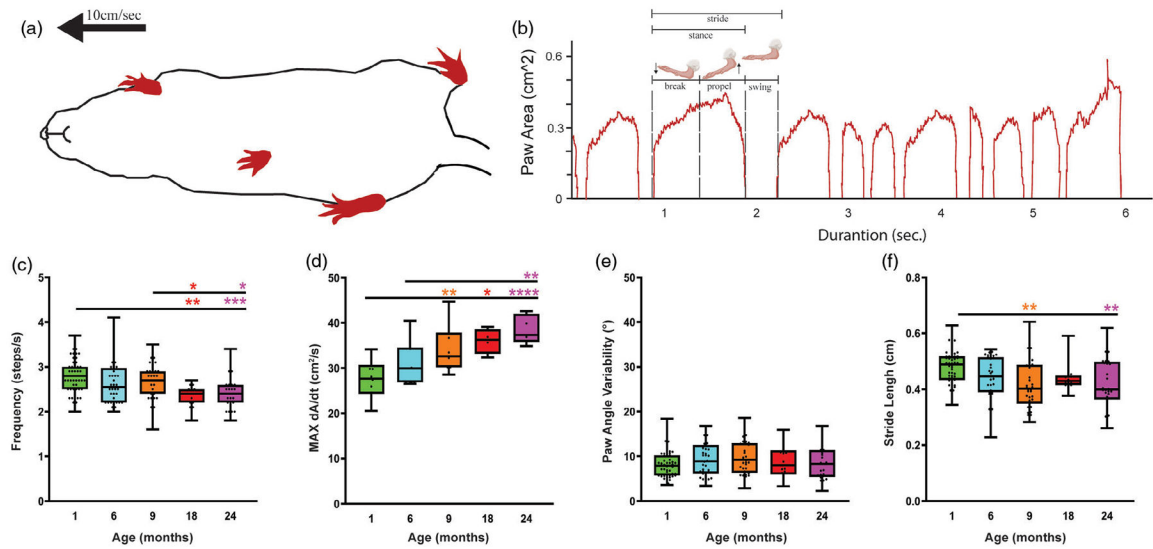 (a)
10cm/sec
(b)
stride
stance
break propel swing
Paw Area (cm^2)
0.6
0.3
0
1 2 3 4 5 6
Durantion (sec.)
(c)
Frequency (steps/s)
5
4
3
2
1
0
* *
** ***
1 6 9 18 24
Age (months)
(d)
MAX dA/dt (cm²/s)
50
40
30
20
10
0
**
** * ****
1 6 9 18 24
Age (months)
(e)
Paw Angle Variability (°)
50
40
30
20
10
0
1 6 9 18 24
Age (months)
(f)
Stride Lengh (cm)
0.8
0.6
0.4
0.2
0.0
** **
1 6 9 18 24
Age (months)